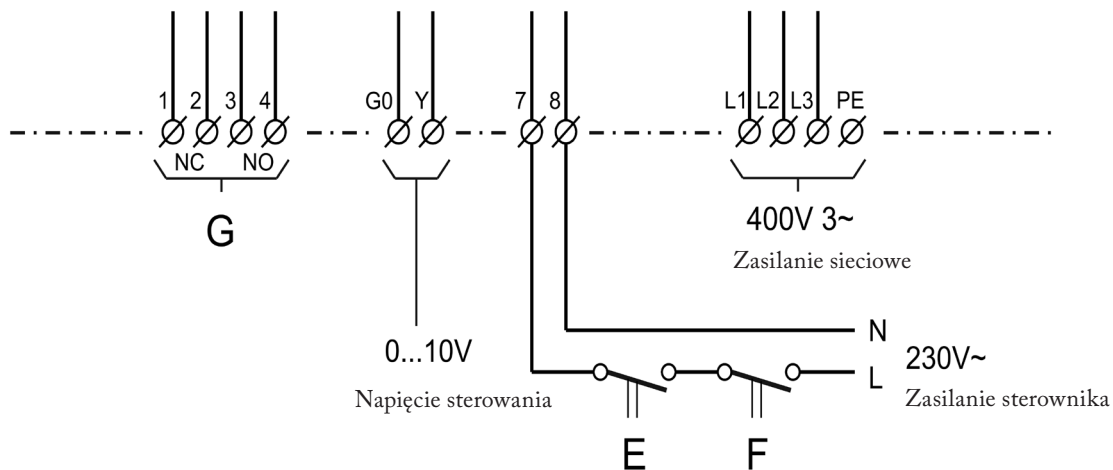 1 2 3 4 G0 Y 7 8 L1 L2 L3 PE
NC NO
G
400V 3~
Zasilanie sieciowe
N
0...10V
230V~
L
Napięcie sterowania
Zasilanie sterownika
E F